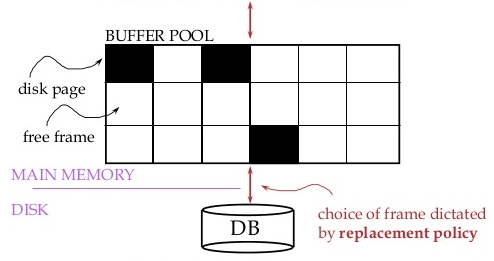 BUFFER POOL
disk page
free frame
MAIN MEMORY
DISK
DB
choice of frame dictated
by replacement policy